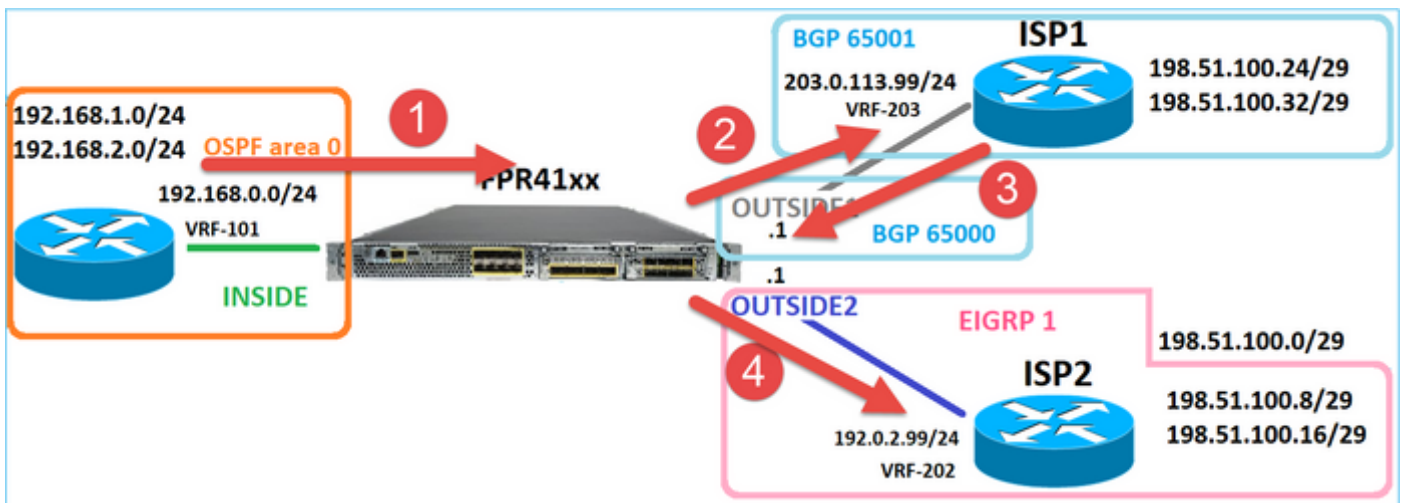 BGP 65001
ISP1
203.0.113.99/24
VRF-203
198.51.100.24/29
198.51.100.32/29
192.168.1.0/24
192.168.2.0/24
OSPF area 0
1
2
3
192.168.0.0/24
VRF-101
INSIDE
FPR41xx
.1
BGP 65000
.1
OUTSIDE2
EIGRP 1
198.51.100.0/29
4
ISP2
192.0.2.99/24
VRF-202
198.51.100.8/29
198.51.100.16/29